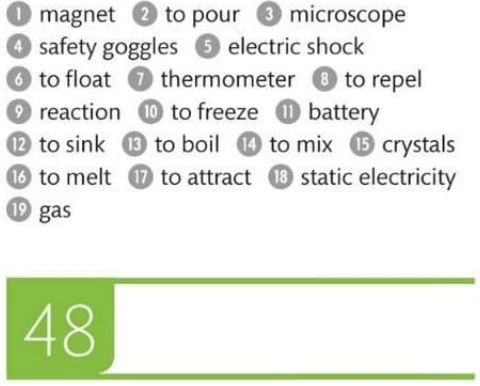 1 magnet 2 to pour 3 microscope
4 safety goggles 5 electric shock
6 to float 7 thermometer 8 to repel
9 reaction 10 to freeze 11 battery
12 to sink 13 to boil 14 to mix 15 crystals
16 to melt 17 to attract 18 static electricity
19 gas
48